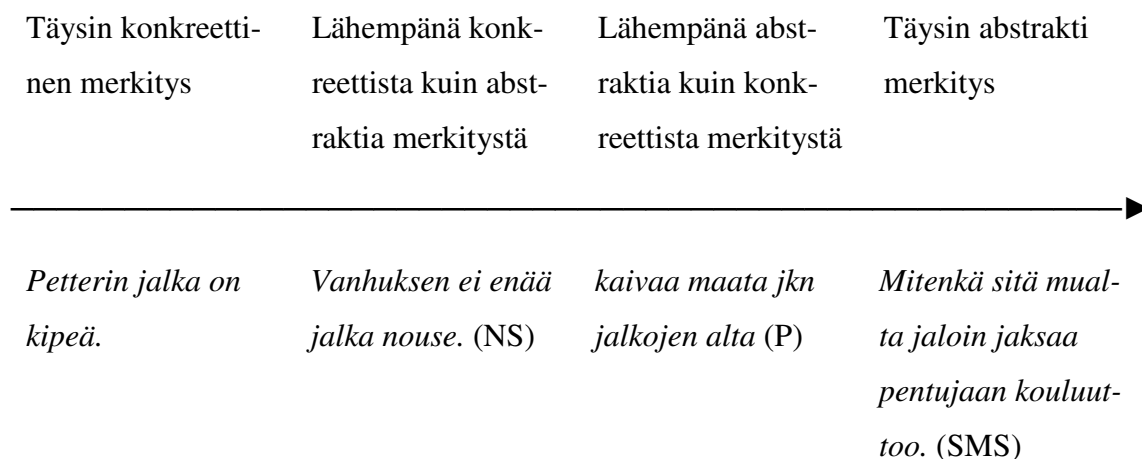 Täysin konkreetti-
nen merkitys
Lähempänä konk-
reettista kuin abst-
raktia merkitystä
Lähempänä abst-
raktia kuin konk-
reettista merkitystä
Täysin abstrakti
merkitys
Petterin jalka on
kipeä.
Vanhuksen ei enää
jalka nouse. (NS)
kaivaa maata jkn
jalkojen alta (P)
Mitenkä sitä mual-
ta jaloin jaksaa
pentujaan kouluut-
too. (SMS)